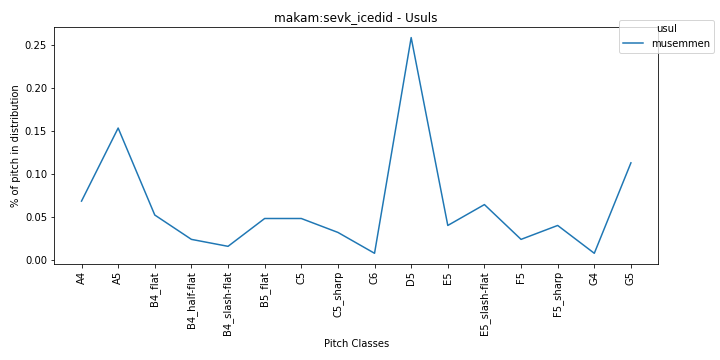 makam:sevk_icedid - Usuls
usul
musemmen
% of pitch in distribution
0.25
0.20
0.15
0.10
0.05
0.00
A4
A5
B4_flat
B4_half-flat
B4_slash-flat
B5_flat
C5
C5_sharp
C6
D5
E5
E5_slash-flat
F5
F5_sharp
G4
G5
Pitch Classes